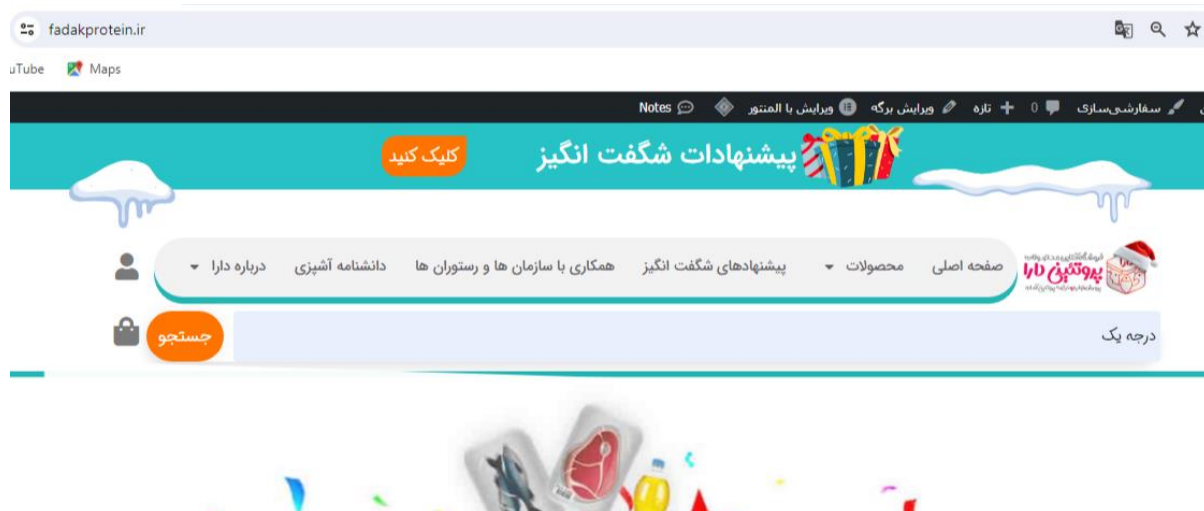 fadakprotein.ir
uTube Maps
سفارشی‌سازی 0 تازه ویرایش برگه ویرایش با المنتور Notes
پیشنهادات شگفت انگیز کلیک کنید
پروتئین دارا
صفحه اصلی محصولات پیشنهادهای شگفت انگیز همکاری با سازمان ها و رستوران ها دانشنامه آشپزی درباره دارا
درجه یک جستجو